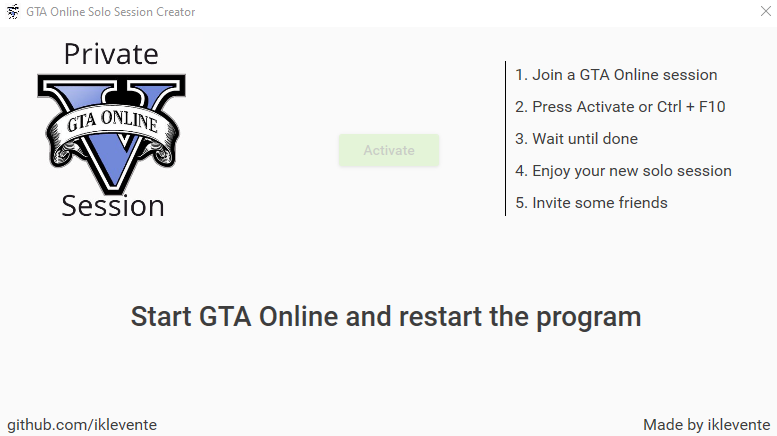 GTA Online Solo Session Creator
Private
GTA ONLINE
Session
Activate
1. Join a GTA Online session
2. Press Activate or Ctrl + F10
3. Wait until done
4. Enjoy your new solo session
5. Invite some friends
Start GTA Online and restart the program
github.com/iklevente
Made by iklevente